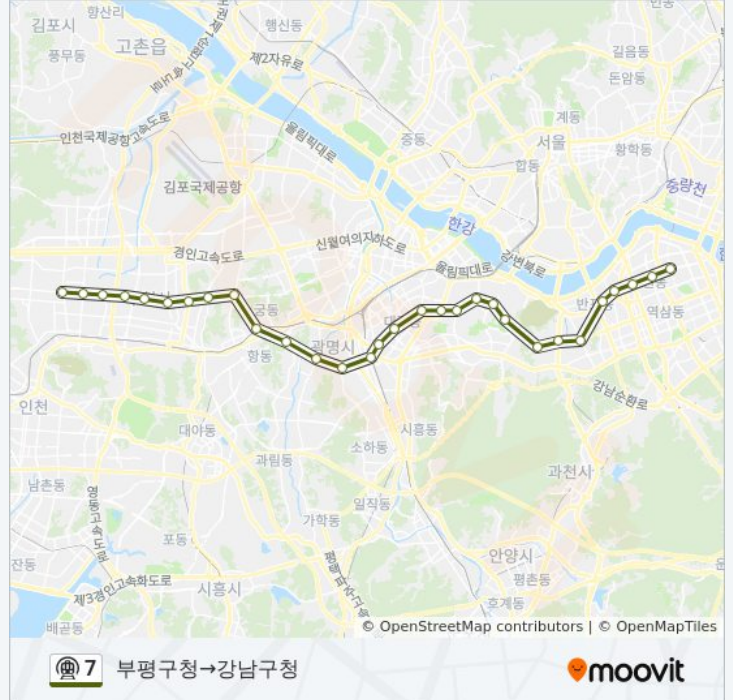 향산리
행신동
김포시
고촌읍
풍무동
제2자유로
길음동
돈암동
인천국제공항고속도로
올림픽대로
증동
계동
서울
황학동
합동
김포국제공항
중랑천
한강
신월여의지하도로
경인고속도로
강변북로
올림픽대로
궁동
역삼동
광명시
항동
강남순환로
인천
대야동
시흥동
소하동
과림동
과천사
남촌동
영동고속도로
일직동
가학동
포동
안양시
평촌동
제3경인고속화도로
시흥시
호계동
배곧동
© OpenStreetMap contributors | © OpenMapTiles
7 부평구청→강남구청
moovit